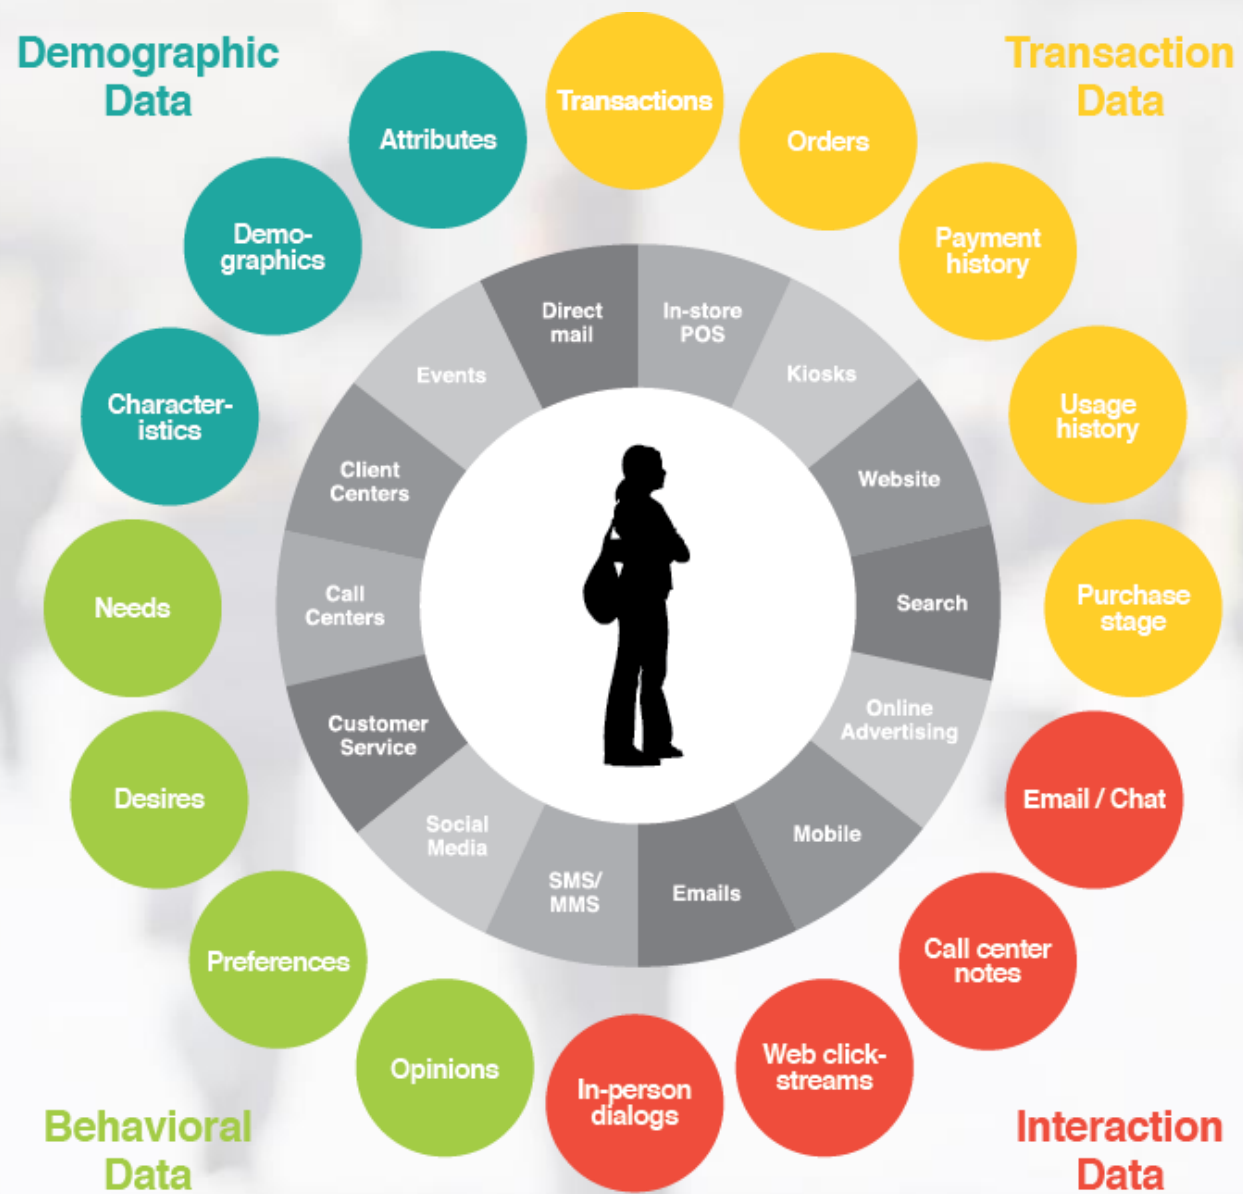 Demographic
Data
Transaction
Data
Transactions
Orders
Payment
history
Usage
history
Purchase
stage
Email / Chat
Call center
notes
Web click-
streams
In-person
dialogs
Opinions
Preferences
Desires
Needs
Character-
istics
Demo-
graphics
Attributes
In-store
POS
Kiosks
Website
Search
Online
Advertising
Mobile
Emails
SMS/
MMS
Social
Media
Customer
Service
Call
Centers
Client
Centers
Events
Direct
mail
Behavioral
Data
Interaction
Data